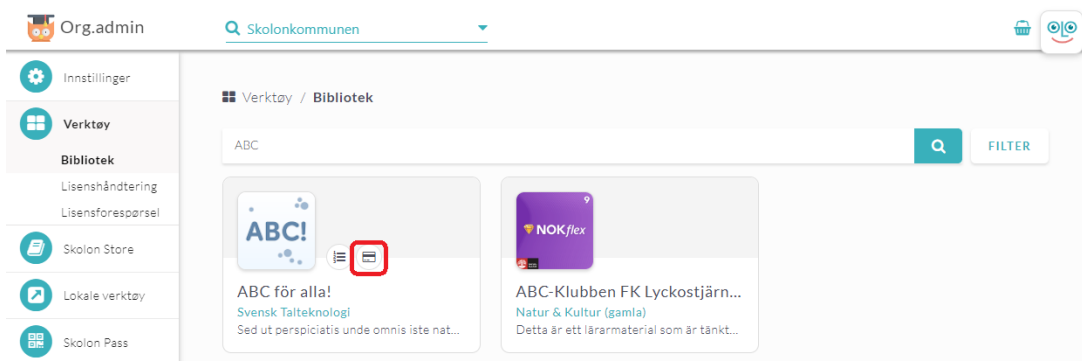 Org.admin
Skolonkommunen
Innstillinger
Verktøy
Bibliotek
Lisenshåndtering
Lisensforespørsel
Skolon Store
Lokale verktøy
Skolon Pass
Verktøy / Bibliotek
ABC
FILTER
ABC!
ABC för alla!
Svensk Talteknologi
Sed ut perspiciatis unde omnis iste nat...
9
NOKflex
ABC-Klubben FK Lyckostjärn...
Natur & Kultur (gamla)
Detta är ett lärarmaterial som är tänkt...